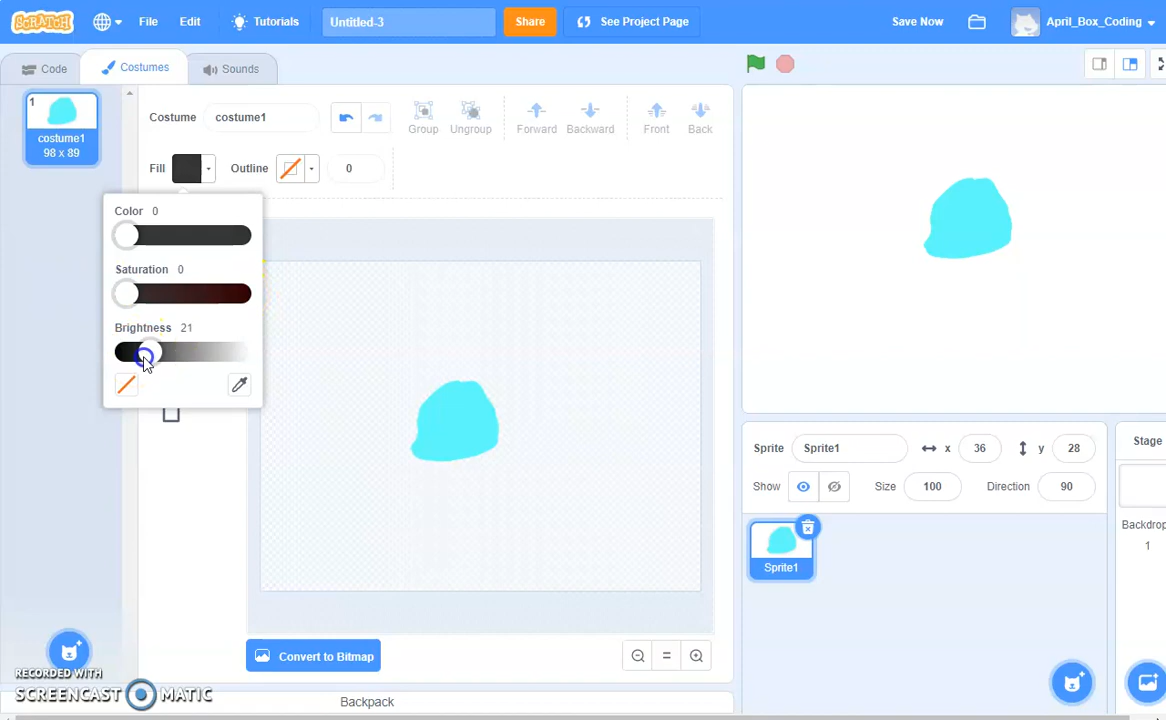 SCRATCH File Edit Tutorials Untitled-3 Share See Project Page Save Now April_Box_Coding
Code Costumes Sounds
1
costume1
98 x 89
Costume costume1 Group Ungroup Forward Backward Front Back
Fill Outline 0
Color 0
Saturation 0
Brightness 21
Convert to Bitmap
Backpack
RECORDED WITH
SCREENCAST MATIC
Sprite Sprite1 x 36 y 28
Show Size 100 Direction 90
Sprite1
Stage
Backdrop
1